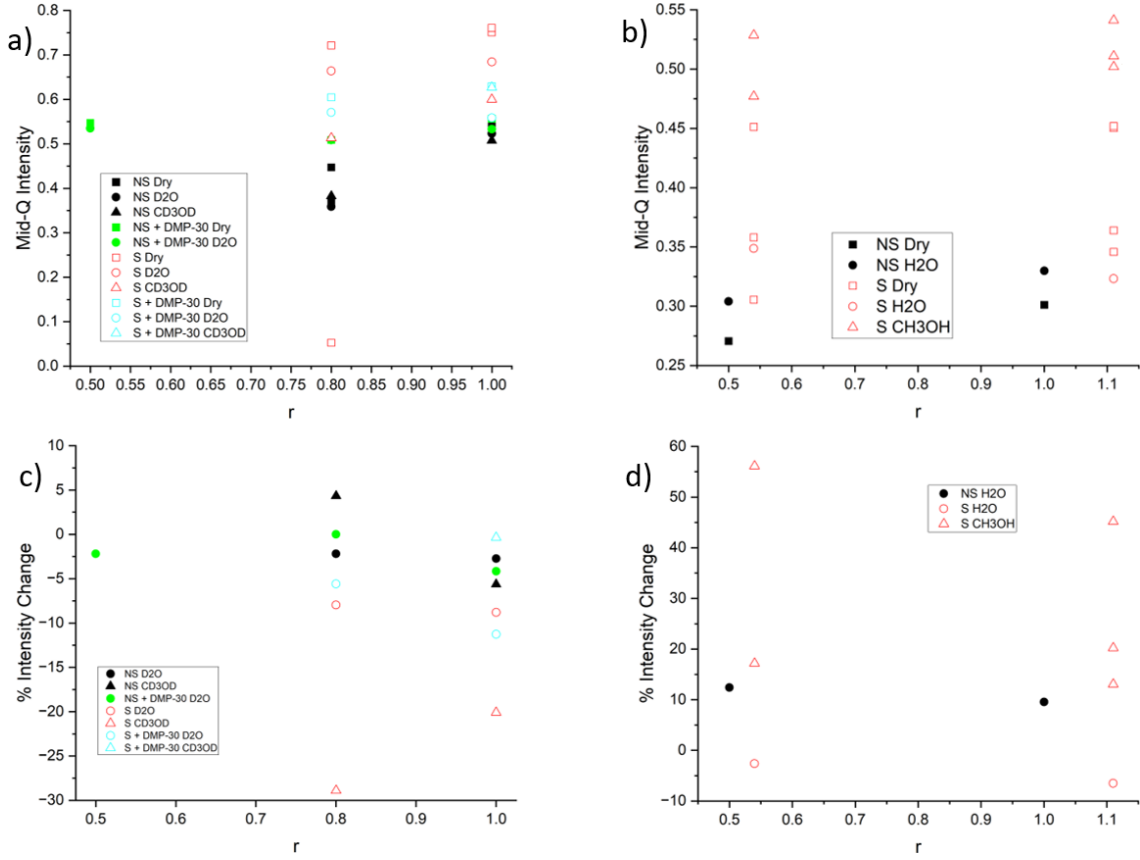 a)
0.8
0.7
0.6
0.5
0.4
0.3
0.2
0.1
0.0
Mid-Q Intensity
NS Dry
NS D2O
NS CD3OD
NS + DMP-30 Dry
NS + DMP-30 D2O
S Dry
S D2O
S CD3OD
S + DMP-30 Dry
S + DMP-30 D2O
S + DMP-30 CD3OD
0.50 0.55 0.60 0.65 0.70 0.75 0.80 0.85 0.90 0.95 1.00
r
b)
0.55
0.50
0.45
0.40
0.35
0.30
0.25
Mid-Q Intensity
NS Dry
NS H2O
S Dry
S H2O
S CH3OH
0.5 0.6 0.7 0.8 0.9 1.0 1.1
r
c)
10
5
0
−5
−10
−15
−20
−25
−30
% Intensity Change
NS D2O
NS CD3OD
NS + DMP-30 D2O
S D2O
S CD3OD
S + DMP-30 D2O
S + DMP-30 CD3OD
0.5 0.6 0.7 0.8 0.9 1.0
r
d)
60
50
40
30
20
10
0
−10
% Intensity Change
NS H2O
S H2O
S CH3OH
0.5 0.6 0.7 0.8 0.9 1.0 1.1
r